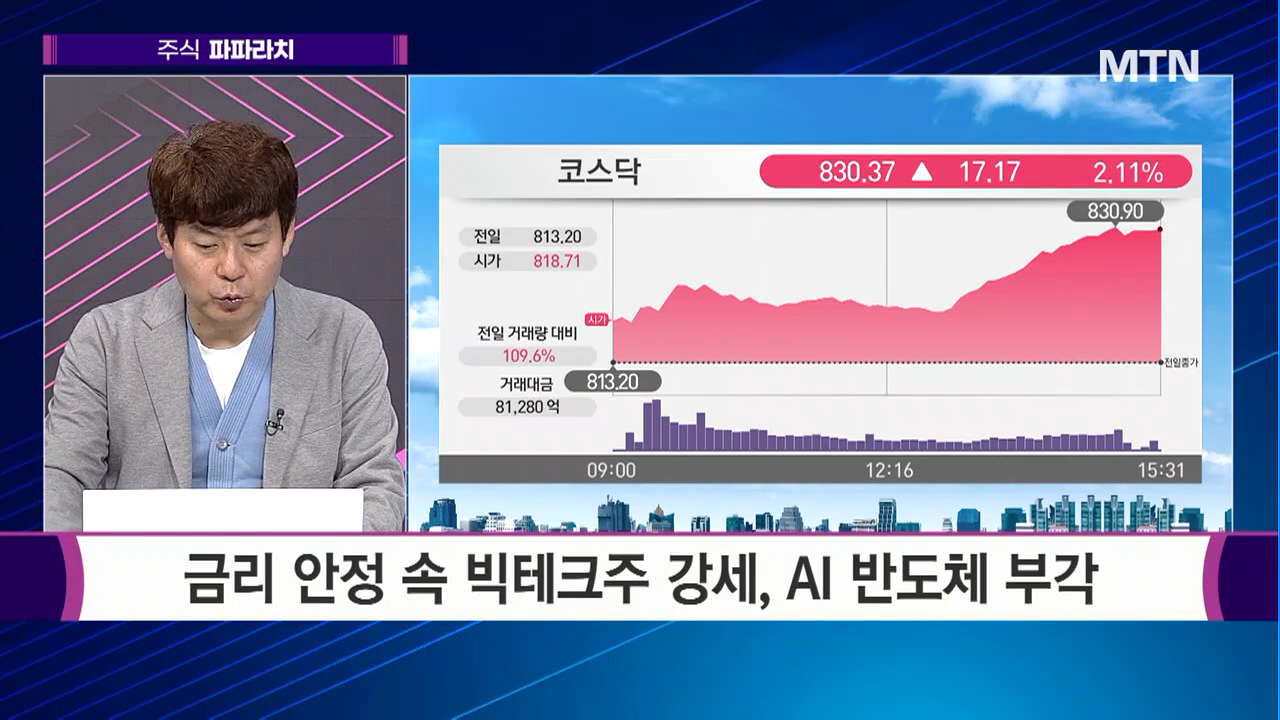 주식 파파라치
MTN
코스닥
830.37 ▲ 17.17 2.11%
830.90
전일 813.20
시가 818.71
시가
전일 거래량 대비
109.6%
전일종가
거래대금
813.20
81,280 억
09:00 12:16 15:31
금리 안정 속 빅테크주 강세, AI 반도체 부각